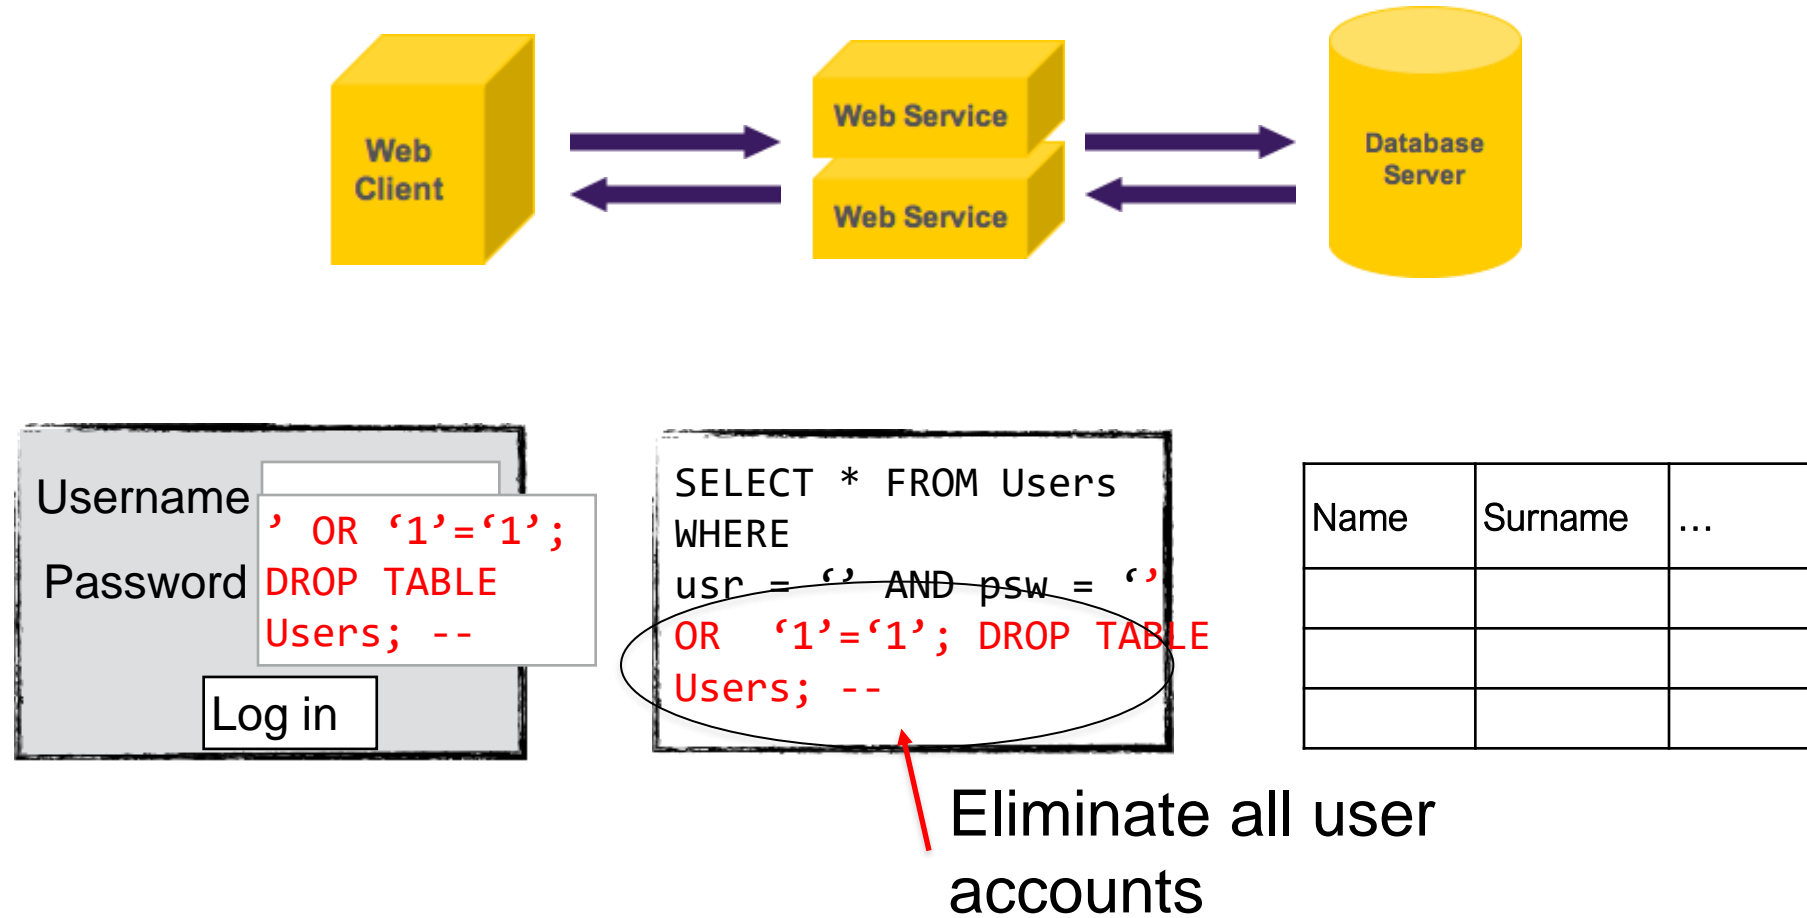 Web
Client
Web Service
Web Service
Database
Server
Username
Password
’ OR ‘1’=‘1’;
DROP TABLE
Users; --
Log in
SELECT * FROM Users
WHERE
usr = ‘’ AND psw = ‘’
OR ‘1’=‘1’; DROP TABLE
Users; --
Name Surname …
Eliminate all user
accounts